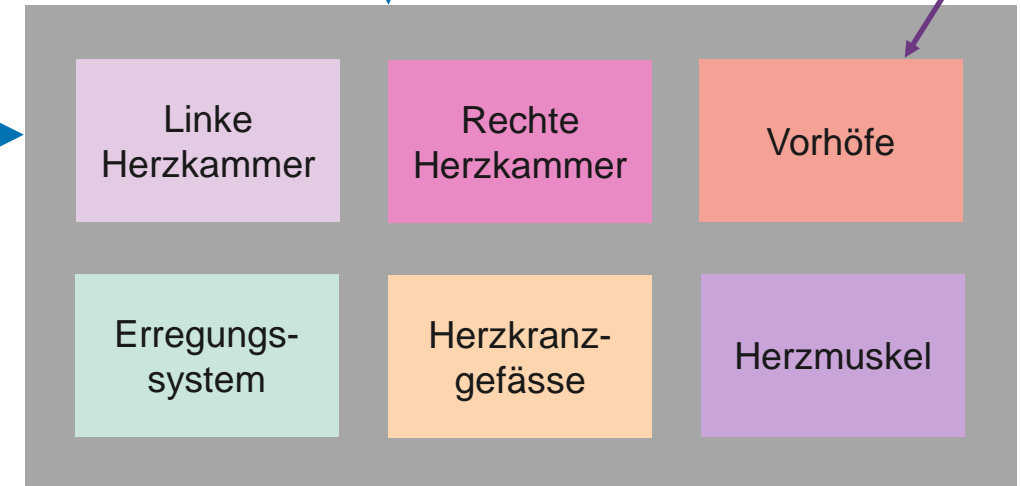 Linke
Herzkammer
Rechte
Herzkammer
Vorhöfe
Erregungs-
system
Herzkranz-
gefässe
Herzmuskel